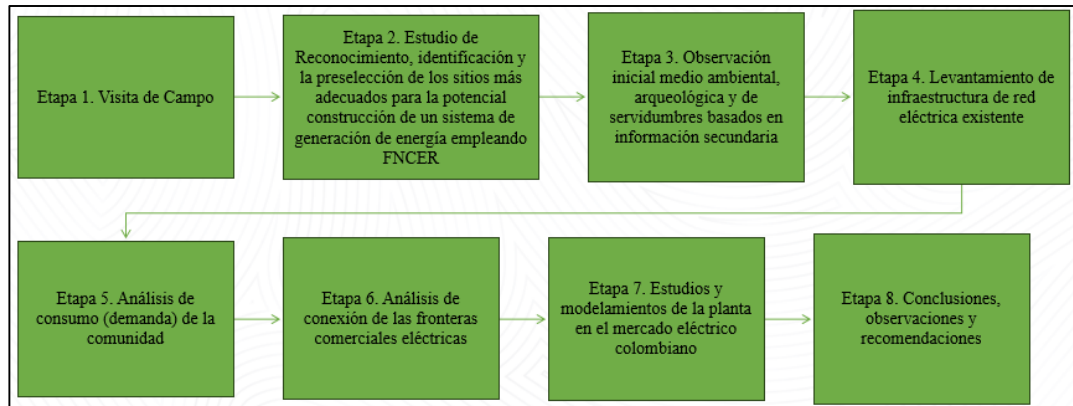 Etapa 1. Visita de Campo
Etapa 2. Estudio de
Reconocimiento, identificación y
la preselección de los sitios más
adecuados para la potencial
construcción de un sistema de
generación de energía empleando
FNCER
Etapa 3. Observación
inicial medio ambiental,
arqueológica y de
servidumbres basados en
información secundaria
Etapa 4. Levantamiento de
infraestructura de red
eléctrica existente
Etapa 5. Análisis de
consumo (demanda) de la
comunidad
Etapa 6. Análisis de
conexión de las fronteras
comerciales eléctricas
Etapa 7. Estudios y
modelamientos de la planta
en el mercado eléctrico
colombiano
Etapa 8. Conclusiones,
observaciones y
recomendaciones